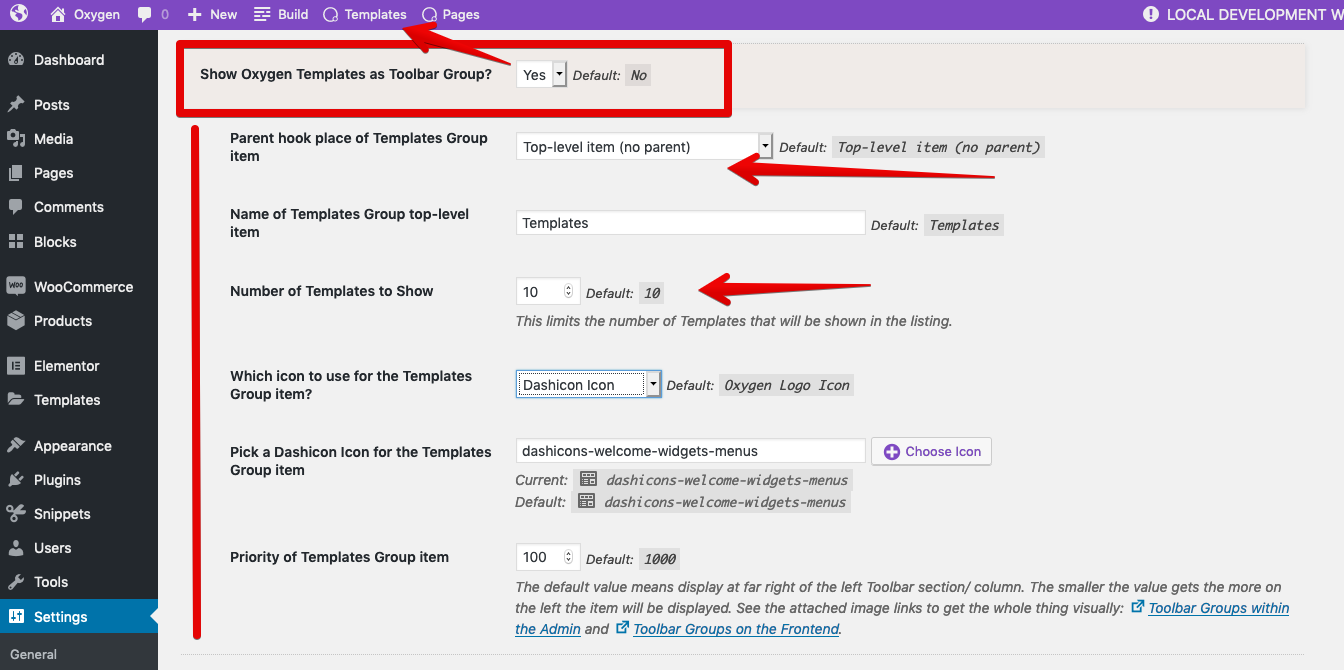 Oxygen 0 New Build Templates Pages LOCAL DEVELOPMENT W
Dashboard
Posts
Media
Pages
Comments
Blocks
WooCommerce
Products
Elementor
Templates
Appearance
Plugins
Snippets
Users
Tools
Settings
General
Show Oxygen Templates as Toolbar Group? Yes Default: No
Parent hook place of Templates Group
item
Top-level item (no parent) Default: Top-level item (no parent)
Name of Templates Group top-level
item
Templates Default: Templates
Number of Templates to Show 10 Default: 10
This limits the number of Templates that will be shown in the listing.
Which icon to use for the Templates
Group item?
Dashicon Icon Default: Oxygen Logo Icon
Pick a Dashicon Icon for the Templates
Group item
dashicons-welcome-widgets-menus Choose Icon
Current: dashicons-welcome-widgets-menus
Default: dashicons-welcome-widgets-menus
Priority of Templates Group item 100 Default: 1000
The default value means display at far right of the left Toolbar section/ column. The smaller the value gets the more on
the left the item will be displayed. See the attached image links to get the whole thing visually: Toolbar Groups within
the Admin and Toolbar Groups on the Frontend.